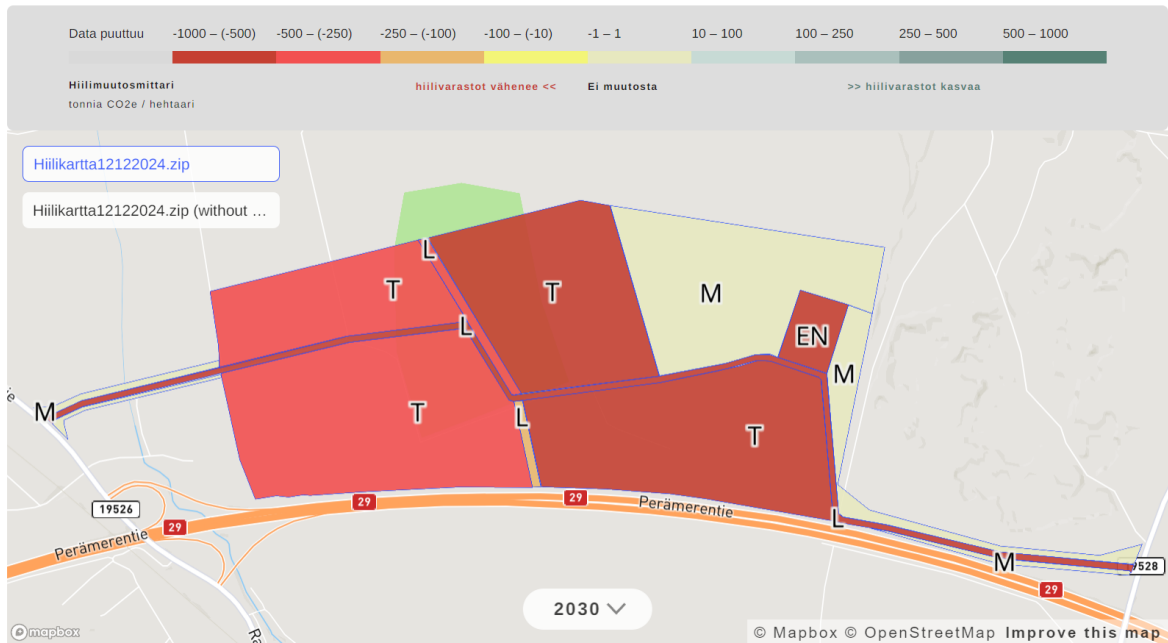 Data puuttuu -1000 – (-500) -500 – (-250) -250 – (-100) -100 – (-10) -1 – 1 10 – 100 100 – 250 250 – 500 500 – 1000
Hiilimuutosmittari hiilivarastot vähenee << Ei muutosta >> hiilivarastot kasvaa
tonnia CO2e / hehtaari
Hiilikartta12122024.zip
Hiilikartta12122024.zip (without …
L
T T M
L EN
M
M T L T
29 29 Perämerentie
19526
29
Perämerentie
L
M 9528
29
2030
mapbox © Mapbox © OpenStreetMap Improve this map